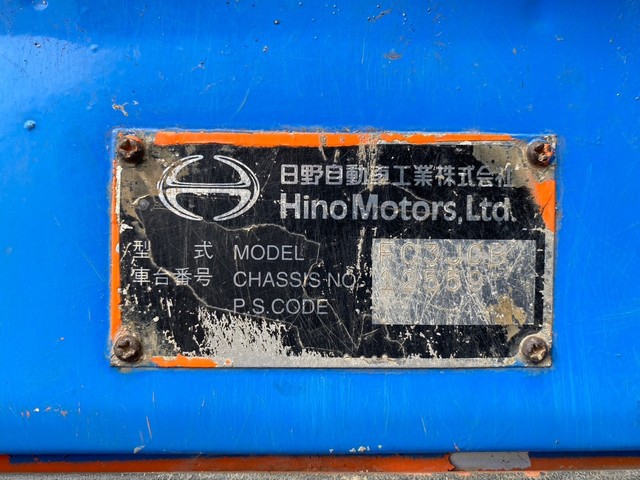 日野自動車工業株式会社
Hino Motors, Ltd.
型 式 MODEL
車台番号 CHASSIS NO.
P.S.CODE